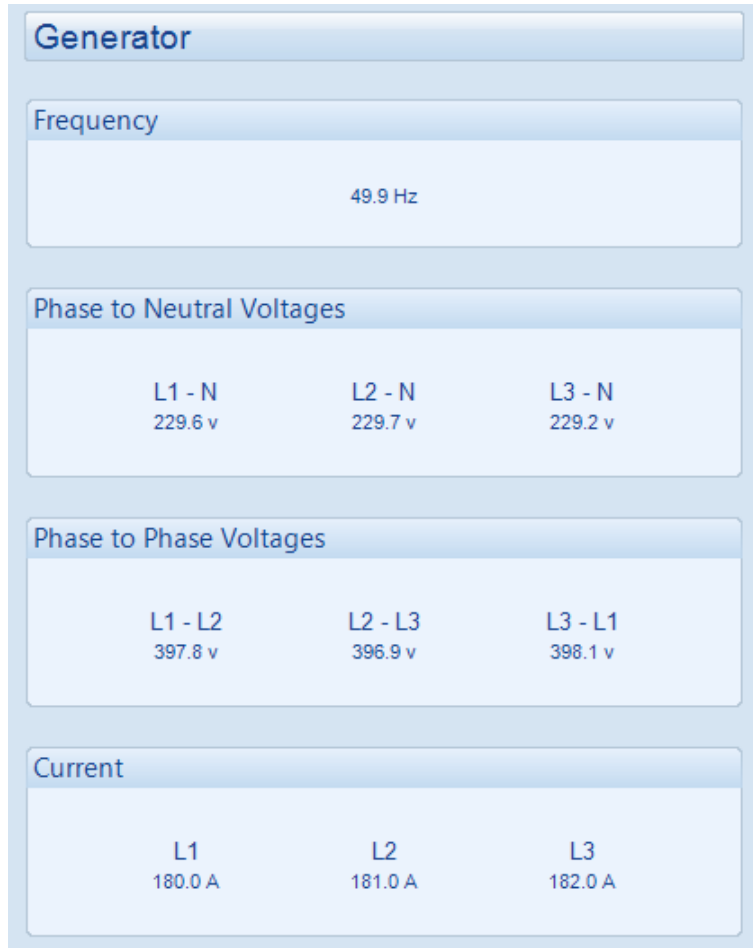 Generator
Frequency
49.9 Hz
Phase to Neutral Voltages
L1 - N L2 - N L3 - N
229.6 v 229.7 v 229.2 v
Phase to Phase Voltages
L1 - L2 L2 - L3 L3 - L1
397.8 v 396.9 v 398.1 v
Current
L1 L2 L3
180.0 A 181.0 A 182.0 A